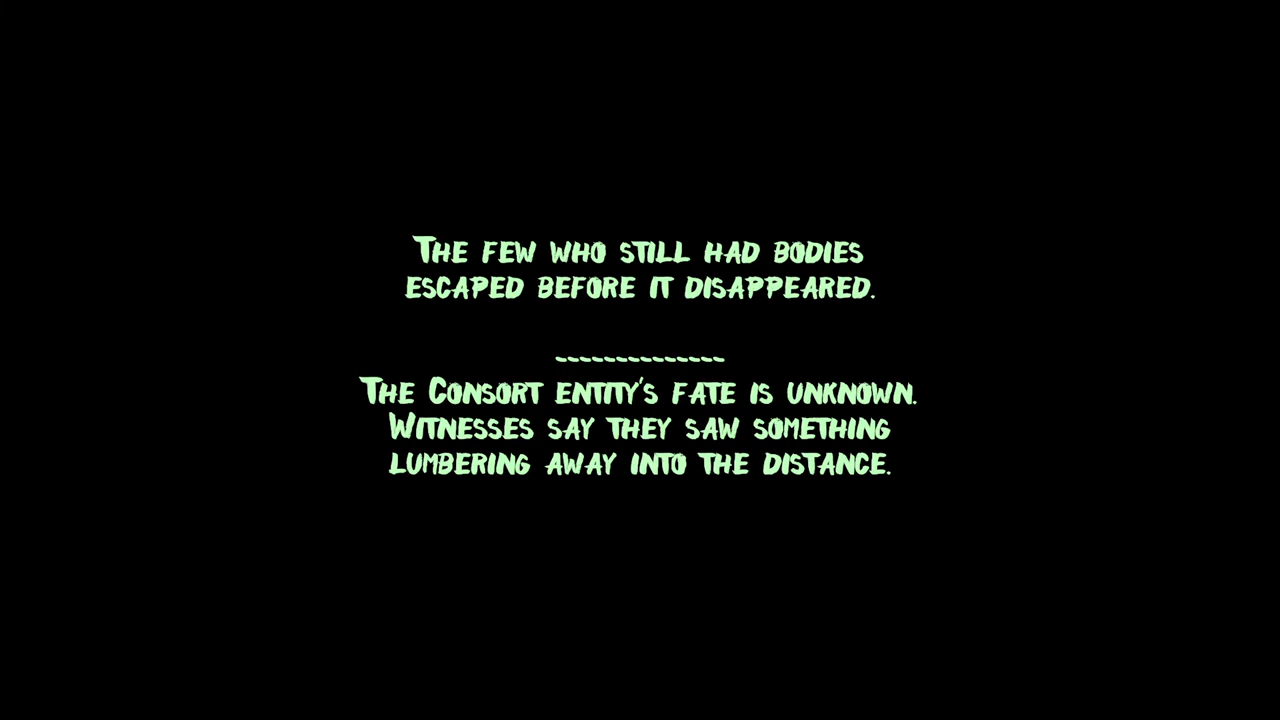 The few who still had bodies
escaped before it disappeared.
--------------
The Consort entity's fate is unknown.
Witnesses say they saw something
lumbering away into the distance.